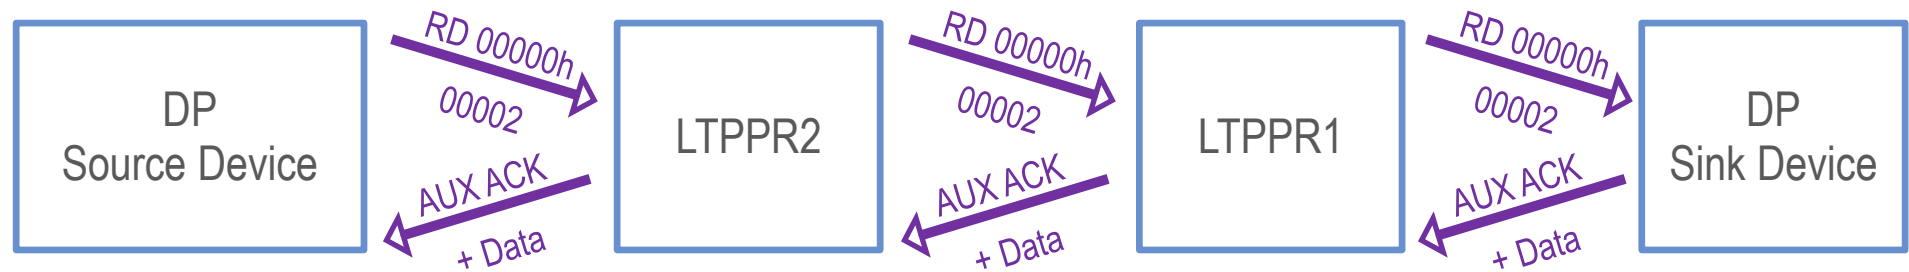 DP
Source Device
RD 00000h
00002
AUX ACK
+ Data
LTPPR2
RD 00000h
00002
AUX ACK
+ Data
LTPPR1
RD 00000h
00002
AUX ACK
+ Data
DP
Sink Device